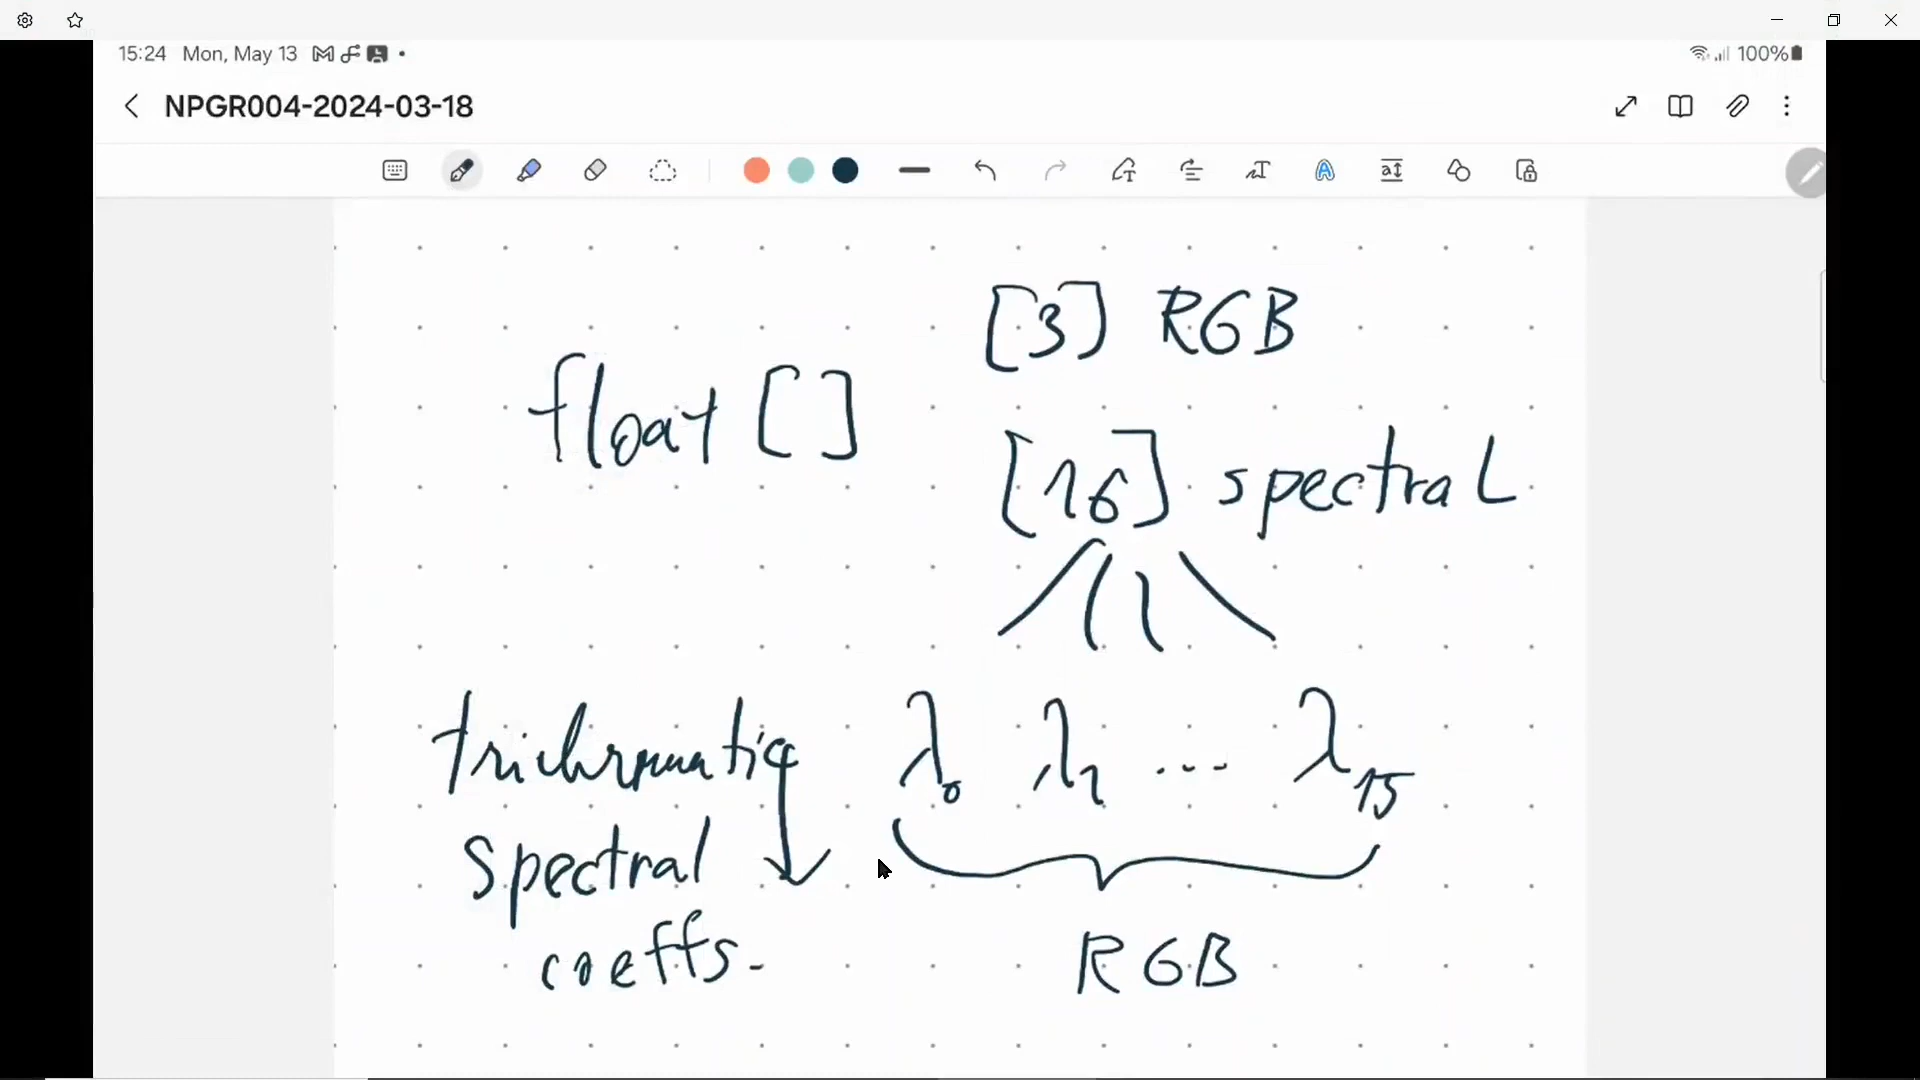 15:24 Mon, May 13
100%
NPGR004-2024-03-18
[3] RGB
float []
[16] spectral
trichromatic
λ0 λ1 ... λ15
spectral
coeffs.
RGB